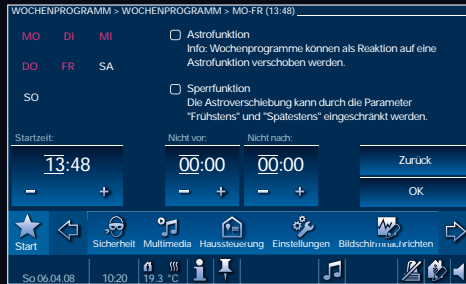 WOCHENPROGRAMM > WOCHENPROGRAMM > MO-FR (13:48)
MO DI MI
DO FR SA
SO
Astrofunktion
Info: Wochenprogramme können als Reaktion auf eine
Astrofunktion verschoben werden.
Sperrfunktion
Die Astroverschiebung kann durch die Parameter
"Frühstens" und "Spätestens" eingeschränkt werden.
Startzeit: Nicht vor: Nicht nach:
13:48 00:00 00:00
- + - + - +
Zurück
OK
Start Sicherheit Multimedia Haussteuerung Einstellungen Bildschirmnachrichten
So 06.04.08 10:20 19.3 °C